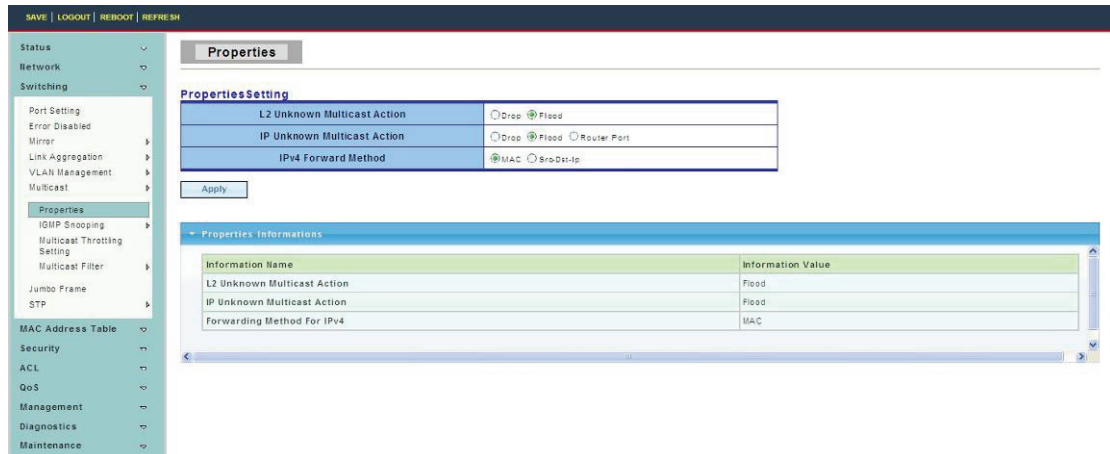 SAVE | LOGOUT | REBOOT | REFRESH
Status
Network
Switching
Port Setting
Error Disabled
Mirror
Link Aggregation
VLAN Management
Multicast
Properties
IGMP Snooping
Multicast Throttling
Setting
Multicast Filter
Jumbo Frame
STP
MAC Address Table
Security
ACL
QoS
Management
Diagnostics
Maintenance
Properties
PropertiesSetting
L2 Unknown Multicast Action Drop Flood
IP Unknown Multicast Action Drop Flood Router Port
IPv4 Forward Method MAC Src-Dst-Ip
Apply
Properties Informations
Information Name Information Value
L2 Unknown Multicast Action Flood
IP Unknown Multicast Action Flood
Forwarding Method For IPv4 MAC